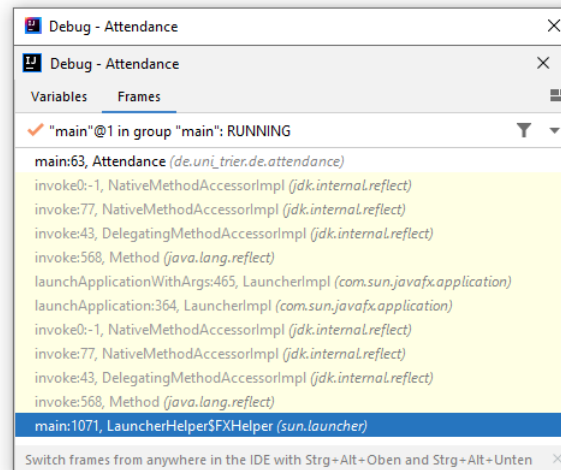 Debug - Attendance
Debug - Attendance
Variables Frames
"main"@1 in group "main": RUNNING
main:63, Attendance (de.uni_trier.de.attendance)
invoke0:-1, NativeMethodAccessorImpl (jdk.internal.reflect)
invoke:77, NativeMethodAccessorImpl (jdk.internal.reflect)
invoke:43, DelegatingMethodAccessorImpl (jdk.internal.reflect)
invoke:568, Method (java.lang.reflect)
launchApplicationWithArgs:465, LauncherImpl (com.sun.javafx.application)
launchApplication:364, LauncherImpl (com.sun.javafx.application)
invoke0:-1, NativeMethodAccessorImpl (jdk.internal.reflect)
invoke:77, NativeMethodAccessorImpl (jdk.internal.reflect)
invoke:43, DelegatingMethodAccessorImpl (jdk.internal.reflect)
invoke:568, Method (java.lang.reflect)
main:1071, LauncherHelper$FXHelper (sun.launcher)
Switch frames from anywhere in the IDE with Strg+Alt+Oben and Strg+Alt+Unten